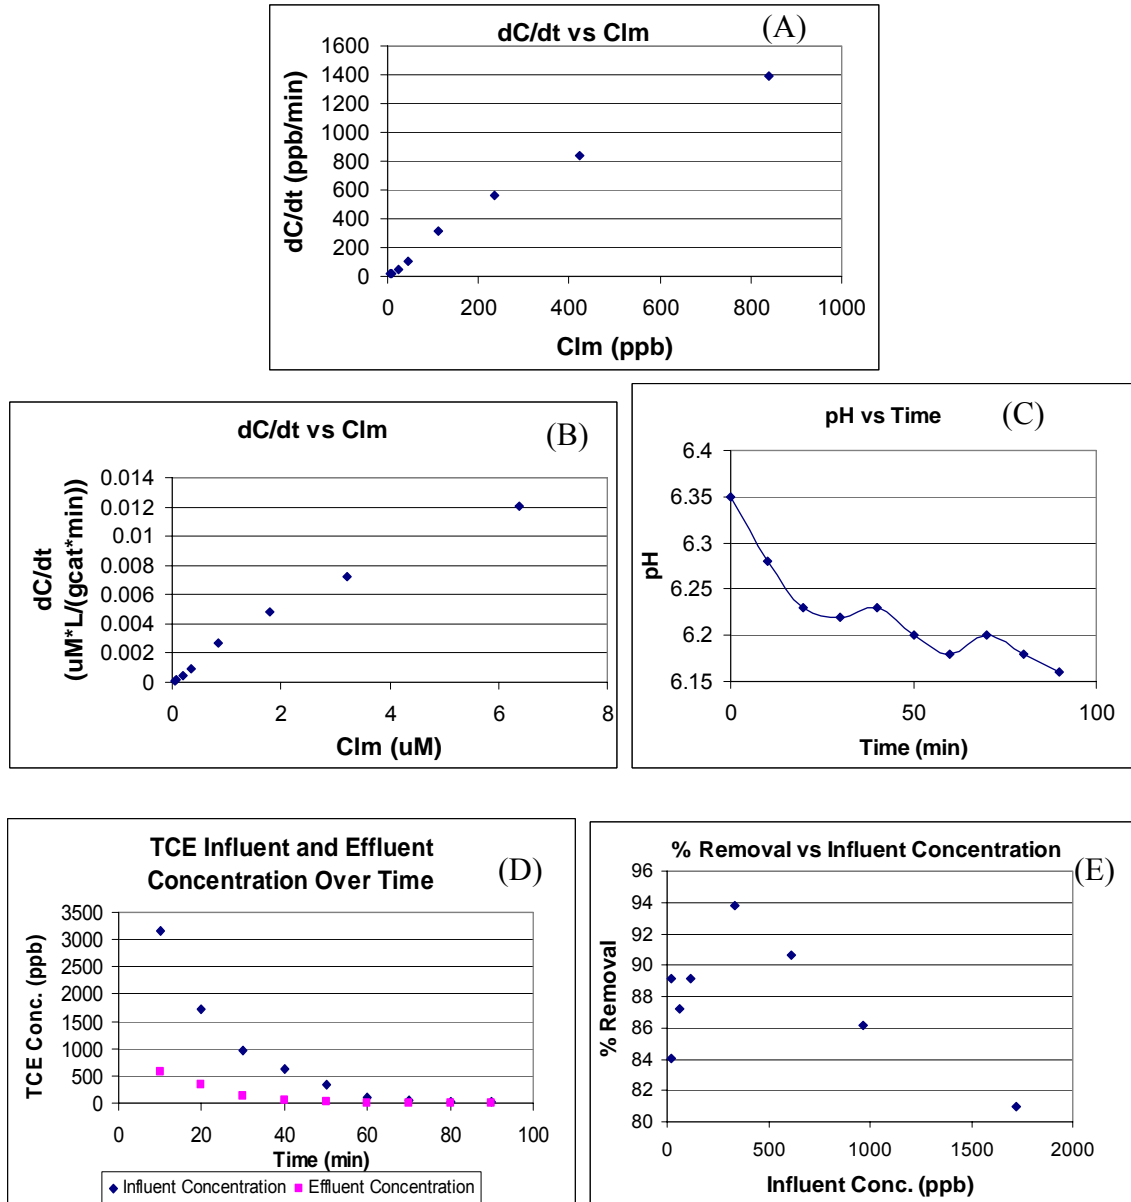 dC/dt vs Clm
(A)
1600
1400
1200
1000
800
600
400
200
0
dC/dt (ppb/min)
0 200 400 600 800 1000
Clm (ppb)
dC/dt vs Clm
(B)
0.014
0.012
0.01
0.008
0.006
0.004
0.002
0
dC/dt
(uM*L/(gcat*min))
0 2 4 6 8
Clm (uM)
pH vs Time
(C)
6.4
6.35
6.3
6.25
6.2
6.15
pH
0 50 100
Time (min)
TCE Influent and Effluent
Concentration Over Time
(D)
3500
3000
2500
2000
1500
1000
500
0
TCE Conc. (ppb)
0 20 40 60 80 100
Time (min)
Influent Concentration Effluent Concentration
% Removal vs Influent Concentration
(E)
96
94
92
90
88
86
84
82
80
% Removal
0 500 1000 1500 2000
Influent Conc. (ppb)